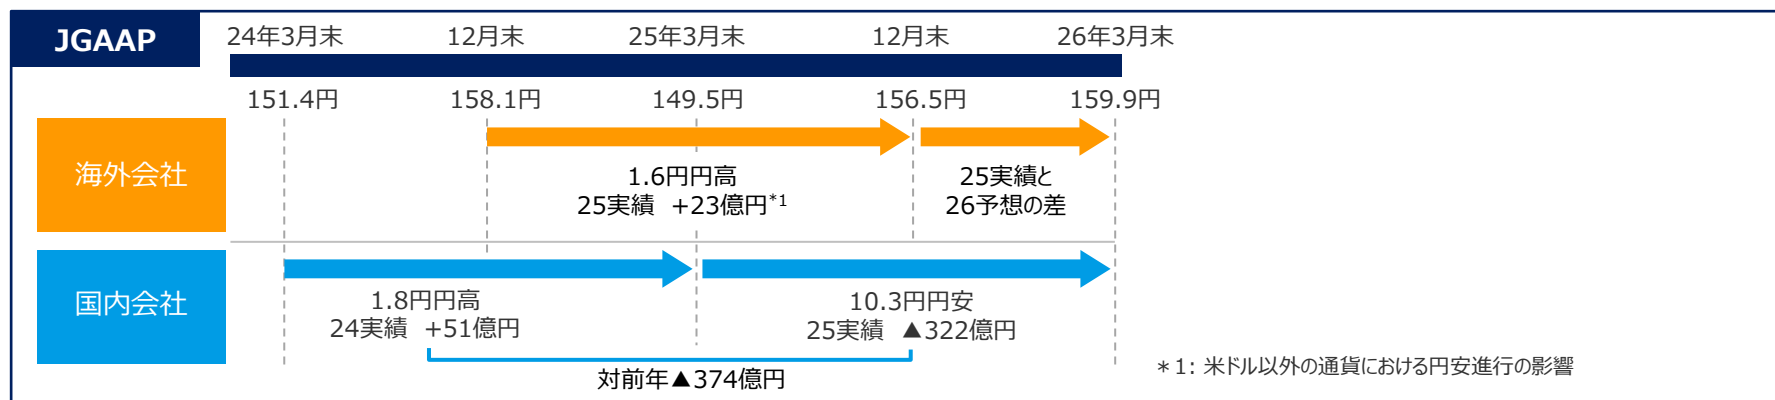 JGAAP
24年3月末 12月末 25年3月末 12月末 26年3月末
151.4円 158.1円 149.5円 156.5円 159.9円
海外会社
1.6円円高
25実績 +23億円*1
25実績と
26予想の差
国内会社
1.8円円高
24実績 +51億円
10.3円円安
25実績 ▲322億円
対前年▲374億円
＊1: 米ドル以外の通貨における円安進行の影響